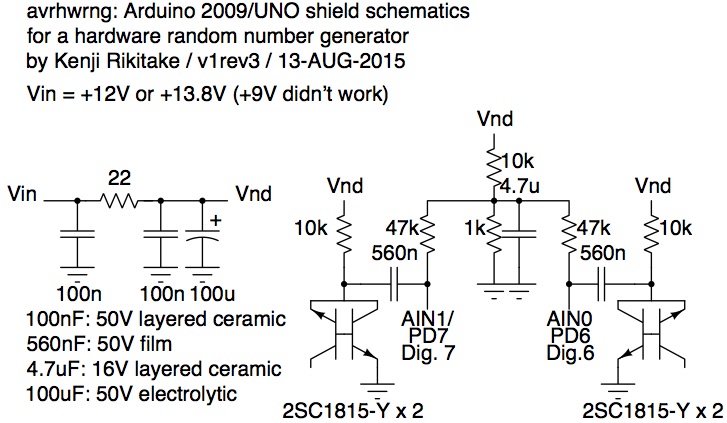 avrhwrng: Arduino 2009/UNO shield schematics
for a hardware random number generator
by Kenji Rikitake / v1rev3 / 13-AUG-2015
Vin = +12V or +13.8V (+9V didn't work)
Vin
22
+
Vnd
100n
100n
100u
100nF: 50V layered ceramic
560nF: 50V film
4.7uF: 16V layered ceramic
100uF: 50V electrolytic
Vnd
10k
4.7u
1k
Vnd
10k
47k
560n
AIN1/
PD7
Dig. 7
2SC1815-Y x 2
Vnd
47k
10k
560n
AIN0
PD6
Dig.6
2SC1815-Y x 2